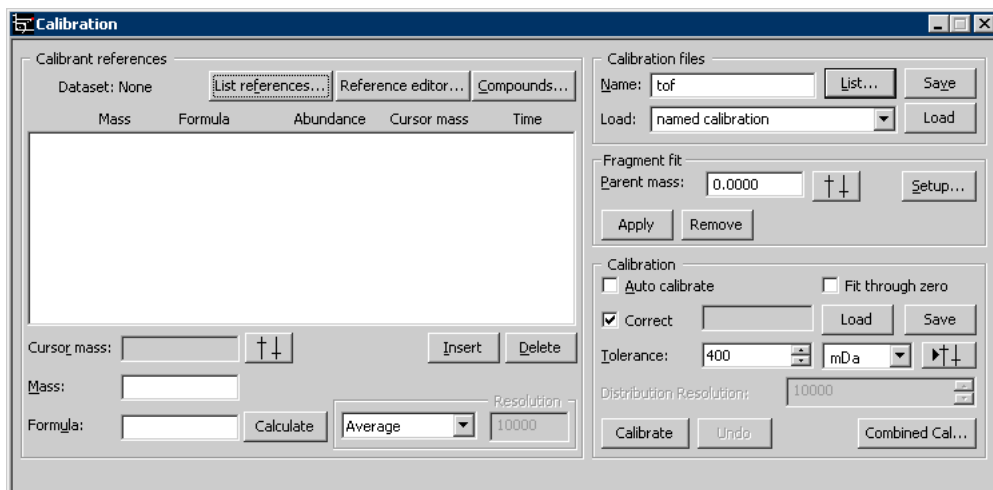 Calibration
Calibrant references
Dataset: None
List references...
Reference editor...
Compounds...
Mass Formula Abundance Cursor mass Time
Cursor mass:
Insert
Delete
Mass:
Formula:
Calculate
Average
Resolution
10000
Calibration files
Name: tof
List...
Save
Load: named calibration
Load
Fragment fit
Parent mass: 0.0000
Setup...
Apply
Remove
Calibration
Auto calibrate
Fit through zero
Correct
Load
Save
Tolerance: 400
mDa
Distribution Resolution: 10000
Calibrate
Undo
Combined Cal...